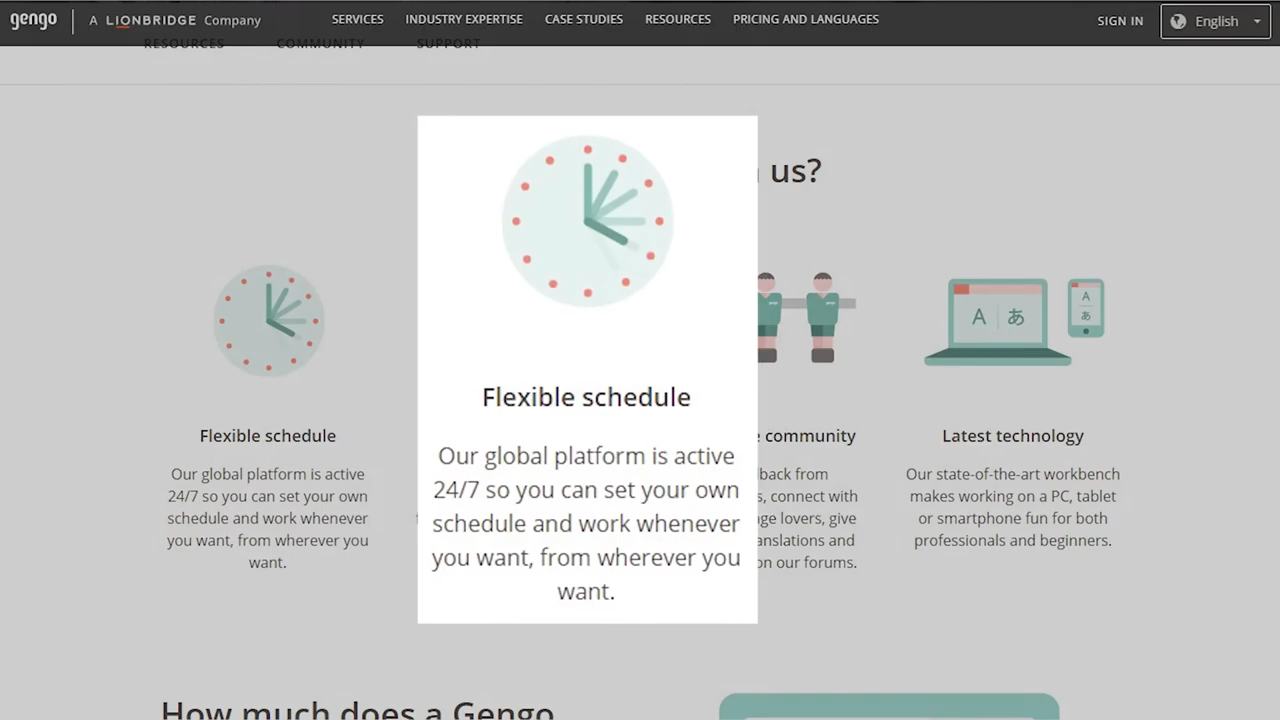 gengo A LIONBRIDGE Company SERVICES INDUSTRY EXPERTISE CASE STUDIES RESOURCES PRICING AND LANGUAGES SIGN IN English
RESOURCES COMMUNITY SUPPORT
us?
Flexible schedule
Our global platform is active
24/7 so you can set your own
schedule and work whenever
you want, from wherever you
want.
Flexible schedule
Our global platform is active
24/7 so you can set your own
schedule and work whenever
you want, from wherever you
want.
community
back from
connect with
lovers, give
anslations and
on our forums.
A あ
A
あ
Latest technology
Our state-of-the-art workbench
makes working on a PC, tablet
or smartphone fun for both
professionals and beginners.
How much does a Gengo